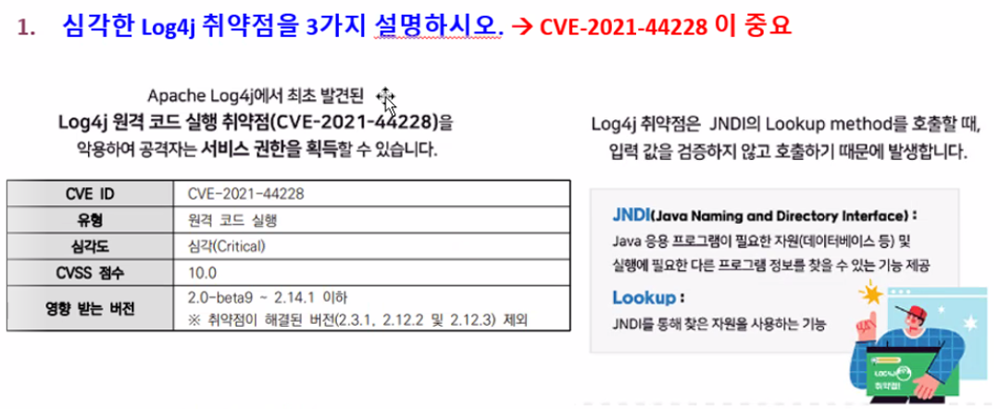 1. 심각한 Log4j 취약점을 3가지 설명하시오. → CVE-2021-44228 이 중요
Apache Log4j에서 최초 발견된
Log4j 원격 코드 실행 취약점(CVE-2021-44228)을
악용하여 공격자는 서비스 권한을 획득할 수 있습니다.
CVE ID CVE-2021-44228
유형 원격 코드 실행
심각도 심각(Critical)
CVSS 점수 10.0
영향 받는 버전 2.0-beta9 ~ 2.14.1 이하
※ 취약점이 해결된 버전(2.3.1, 2.12.2 및 2.12.3) 제외
Log4j 취약점은 JNDI의 Lookup method를 호출할 때,
입력 값을 검증하지 않고 호출하기 때문에 발생합니다.
JNDI(Java Naming and Directory Interface) :
Java 응용 프로그램이 필요한 자원(데이터베이스 등) 및
실행에 필요한 다른 프로그램 정보를 찾을 수 있는 기능 제공
Lookup :
JNDI를 통해 찾은 자원을 사용하는 기능
LOG4J
취약점!